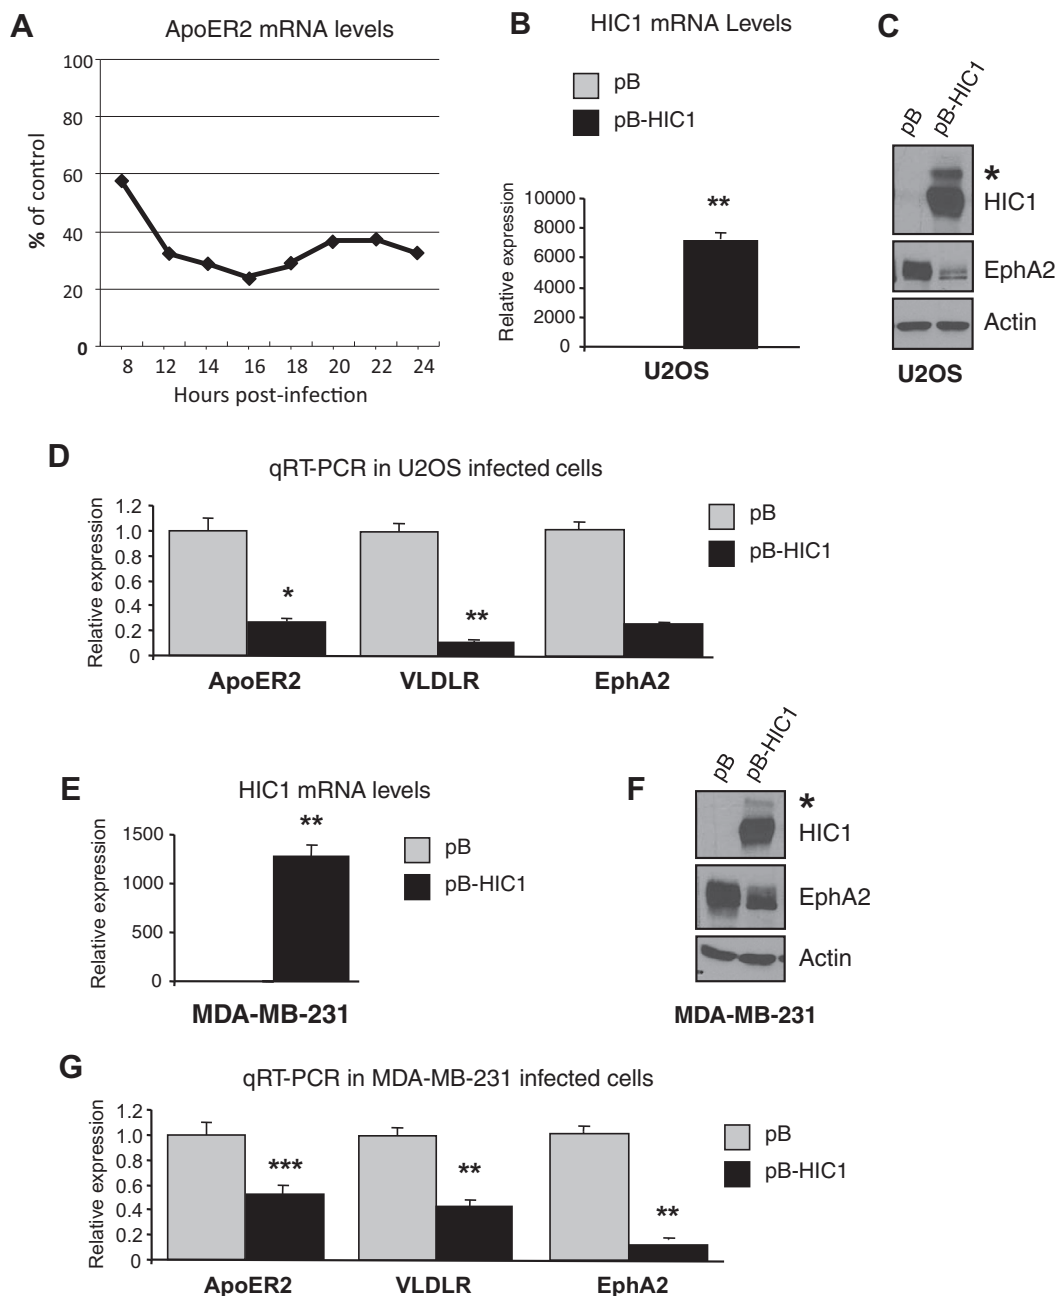 A
ApoER2 mRNA levels
100
80
60
40
20
0
% of control
8 12 14 16 18 20 22 24
Hours post-infection
B
HIC1 mRNA Levels
pB
pB-HIC1
Relative expression
10000
8000
6000
4000
2000
0
**
U2OS
C
pB
pB-HIC1
*
HIC1
EphA2
Actin
U2OS
D
qRT-PCR in U2OS infected cells
Relative expression
1.2
1.0
0.8
0.6
0.4
0.2
0
*
**
pB
pB-HIC1
ApoER2 VLDLR EphA2
E
HIC1 mRNA levels
Relative expression
1500
1000
500
0
**
pB
pB-HIC1
MDA-MB-231
F
pB
pB-HIC1
*
HIC1
EphA2
Actin
MDA-MB-231
G
qRT-PCR in MDA-MB-231 infected cells
Relative expression
1.2
1.0
0.8
0.6
0.4
0.2
0
***
**
**
pB
pB-HIC1
ApoER2 VLDLR EphA2